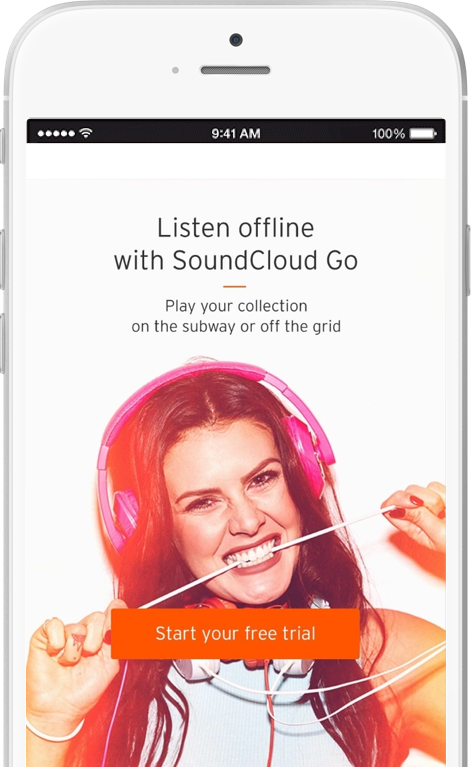 9:41 AM 100%
Listen offline
with SoundCloud Go
Play your collection
on the subway or off the grid
Start your free trial